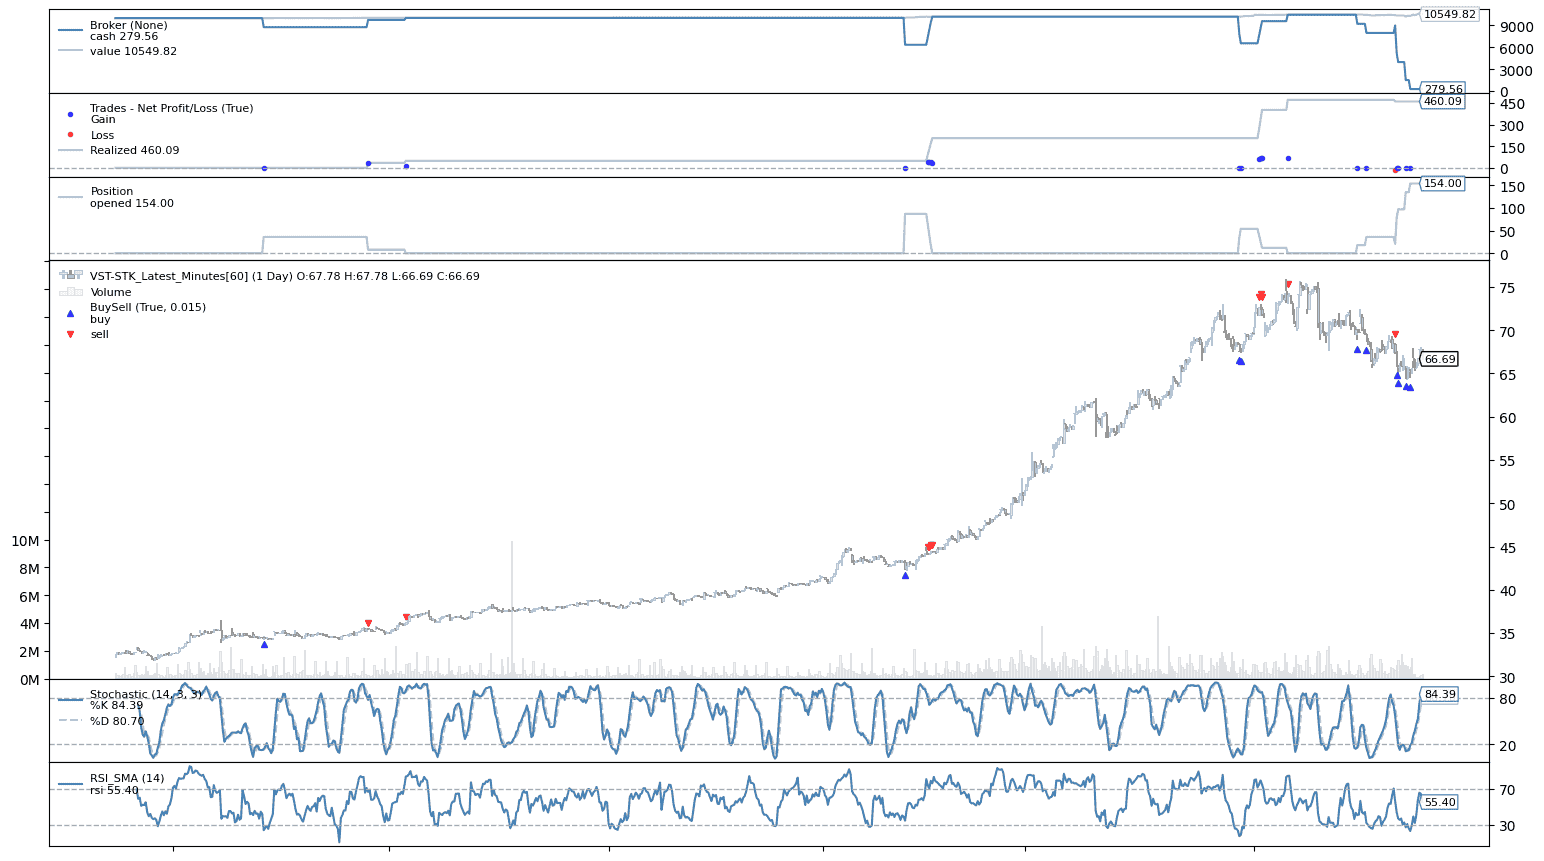 Broker (None)
cash 279.56
value 10549.82
10549.82
9000
6000
3000
0
279.56
Trades - Net Profit/Loss (True)
Gain
Loss
Realized 460.09
460.09
450
300
150
0
Position
opened 154.00
154.00
150
100
50
0
VST-STK_Latest_Minutes[60] (1 Day) O:67.78 H:67.78 L:66.69 C:66.69
Volume
BuySell (True, 0.015)
buy
sell
75
70
66.69
65
60
55
50
45
40
35
30
10M
8M
6M
4M
2M
0M
Stochastic (14, 3, 3)
%K 84.39
%D 80.70
84.39
80
20
RSI_SMA (14)
rsi 55.40
70
55.40
30